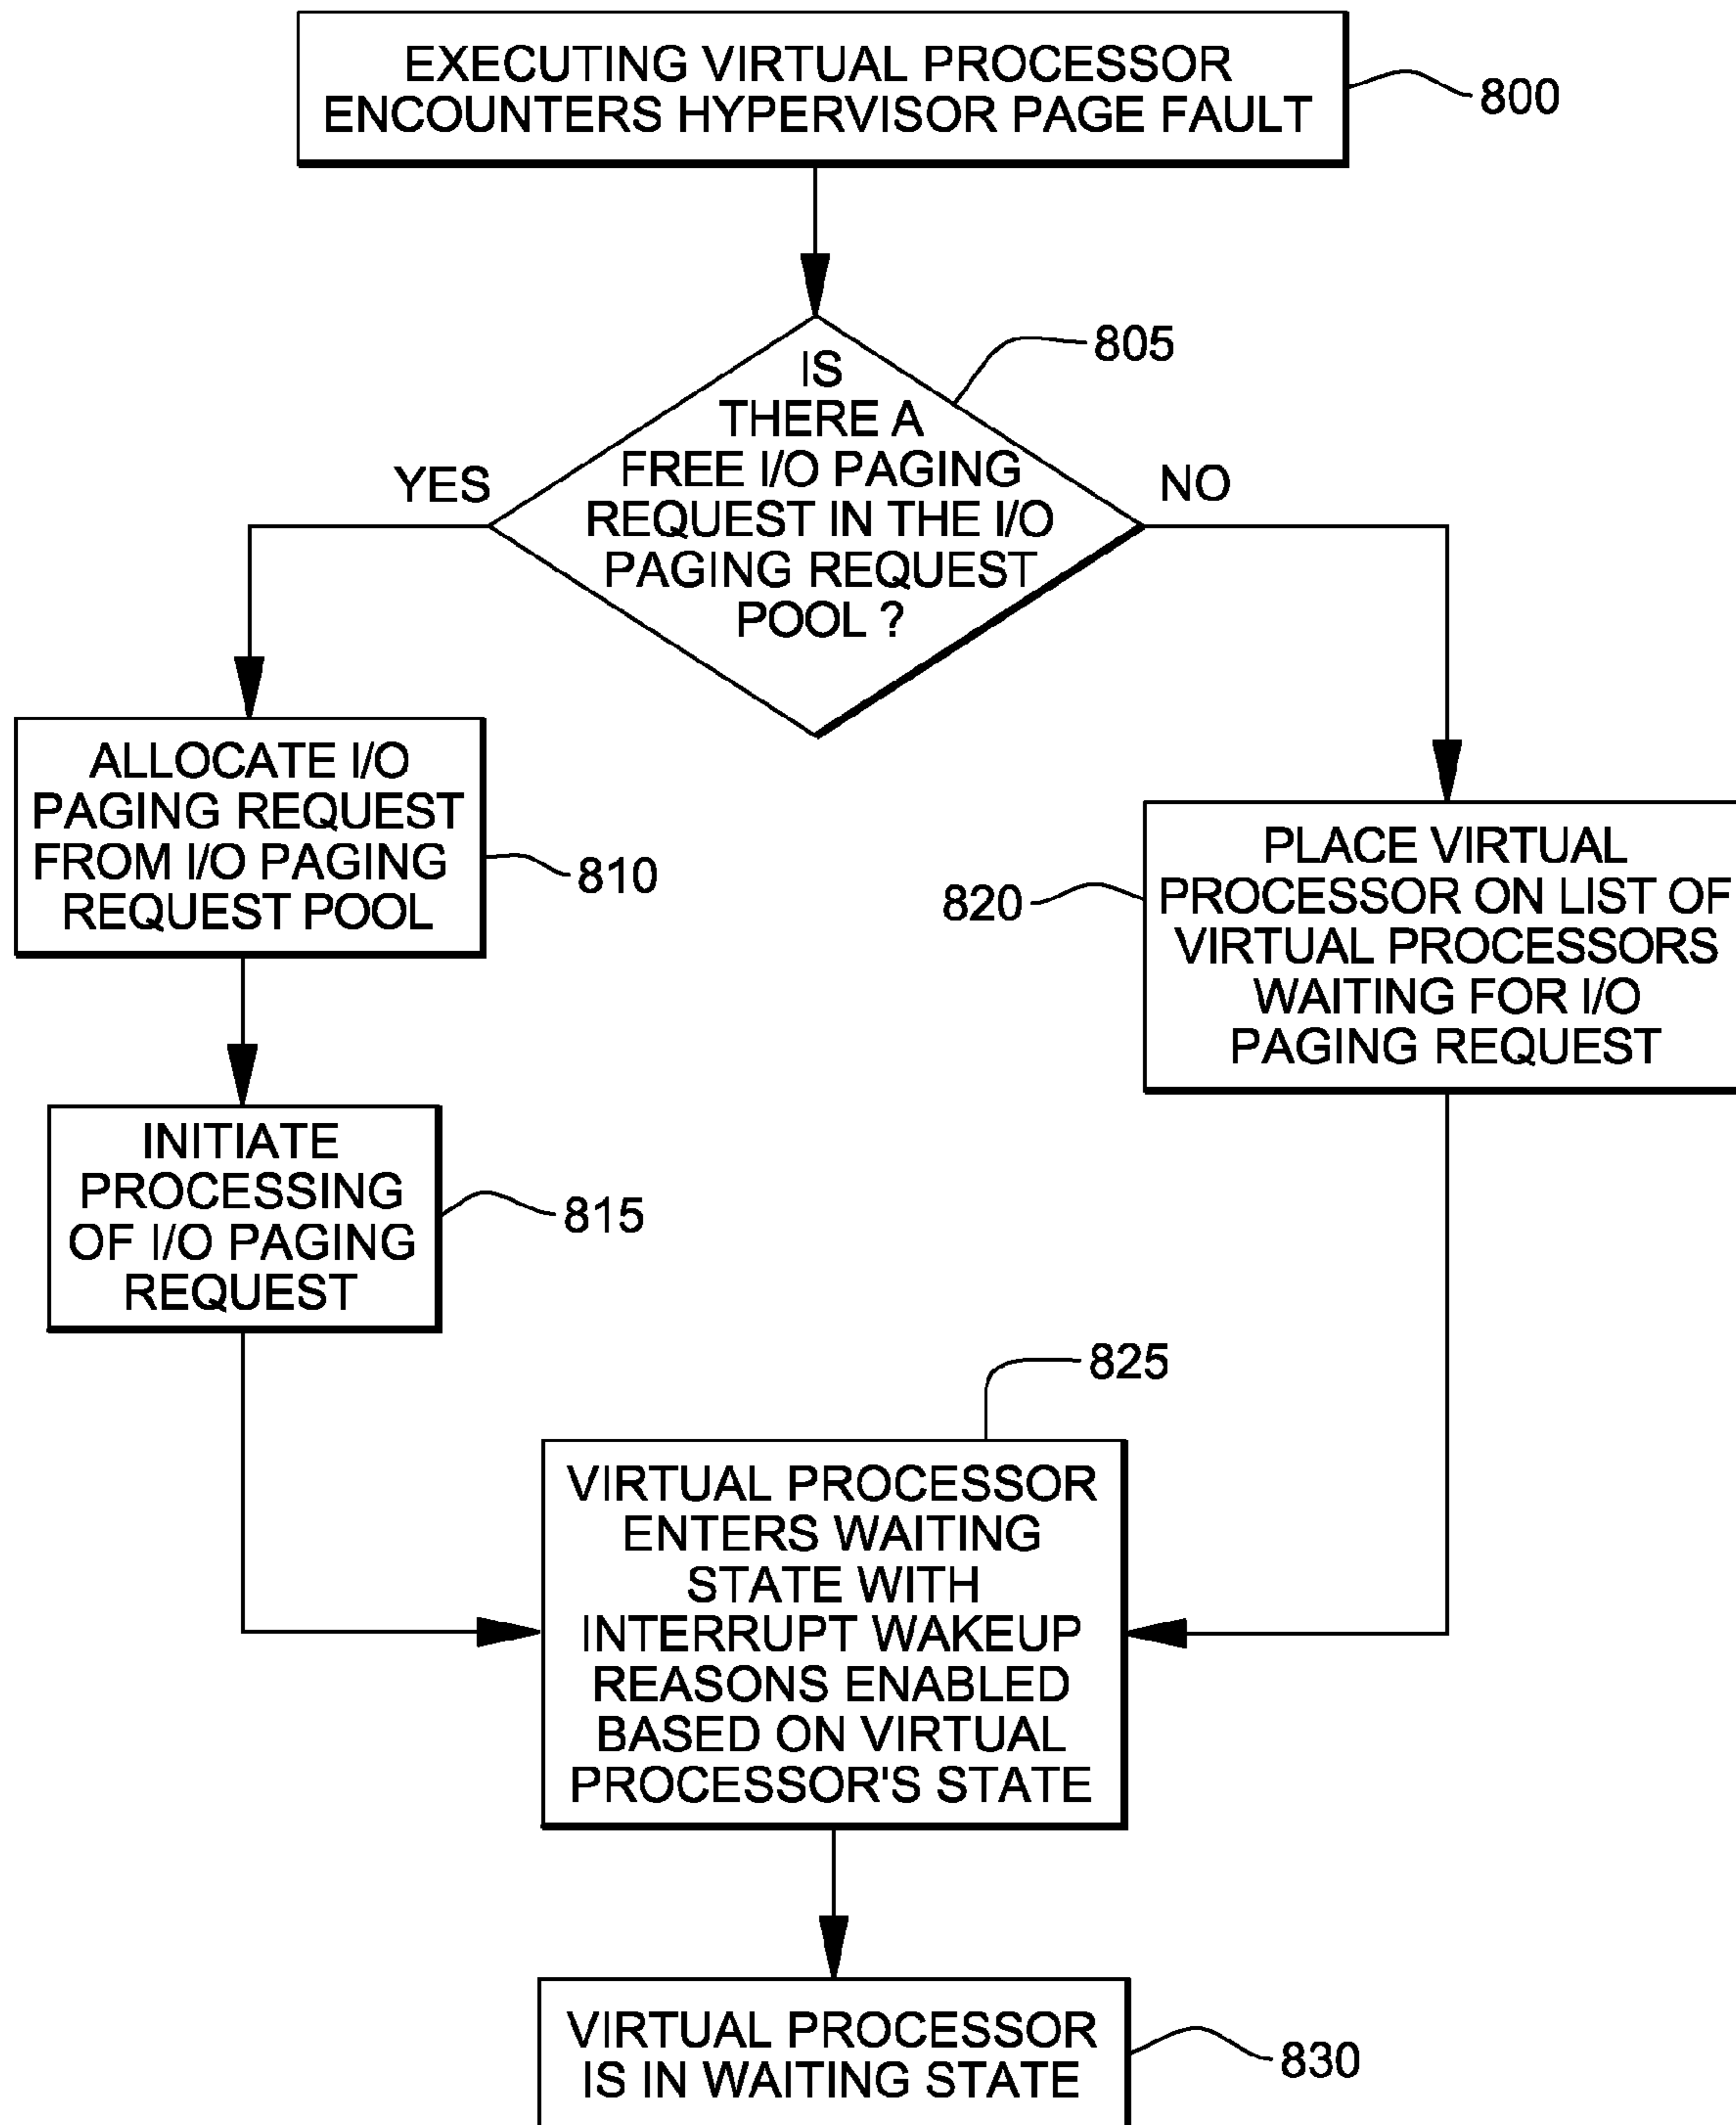 EXECUTING VIRTUAL PROCESSOR
ENCOUNTERS HYPERVISOR PAGE FAULT
800
805
IS
THERE A
FREE I/O PAGING
REQUEST IN THE I/O
PAGING REQUEST
POOL ?
YES
NO
ALLOCATE I/O
PAGING REQUEST
FROM I/O PAGING
REQUEST POOL
810
PLACE VIRTUAL
PROCESSOR ON LIST OF
VIRTUAL PROCESSORS
WAITING FOR I/O
PAGING REQUEST
820
INITIATE
PROCESSING
OF I/O PAGING
REQUEST
815
825
VIRTUAL PROCESSOR
ENTERS WAITING
STATE WITH
INTERRUPT WAKEUP
REASONS ENABLED
BASED ON VIRTUAL
PROCESSOR'S STATE
VIRTUAL PROCESSOR
IS IN WAITING STATE
830